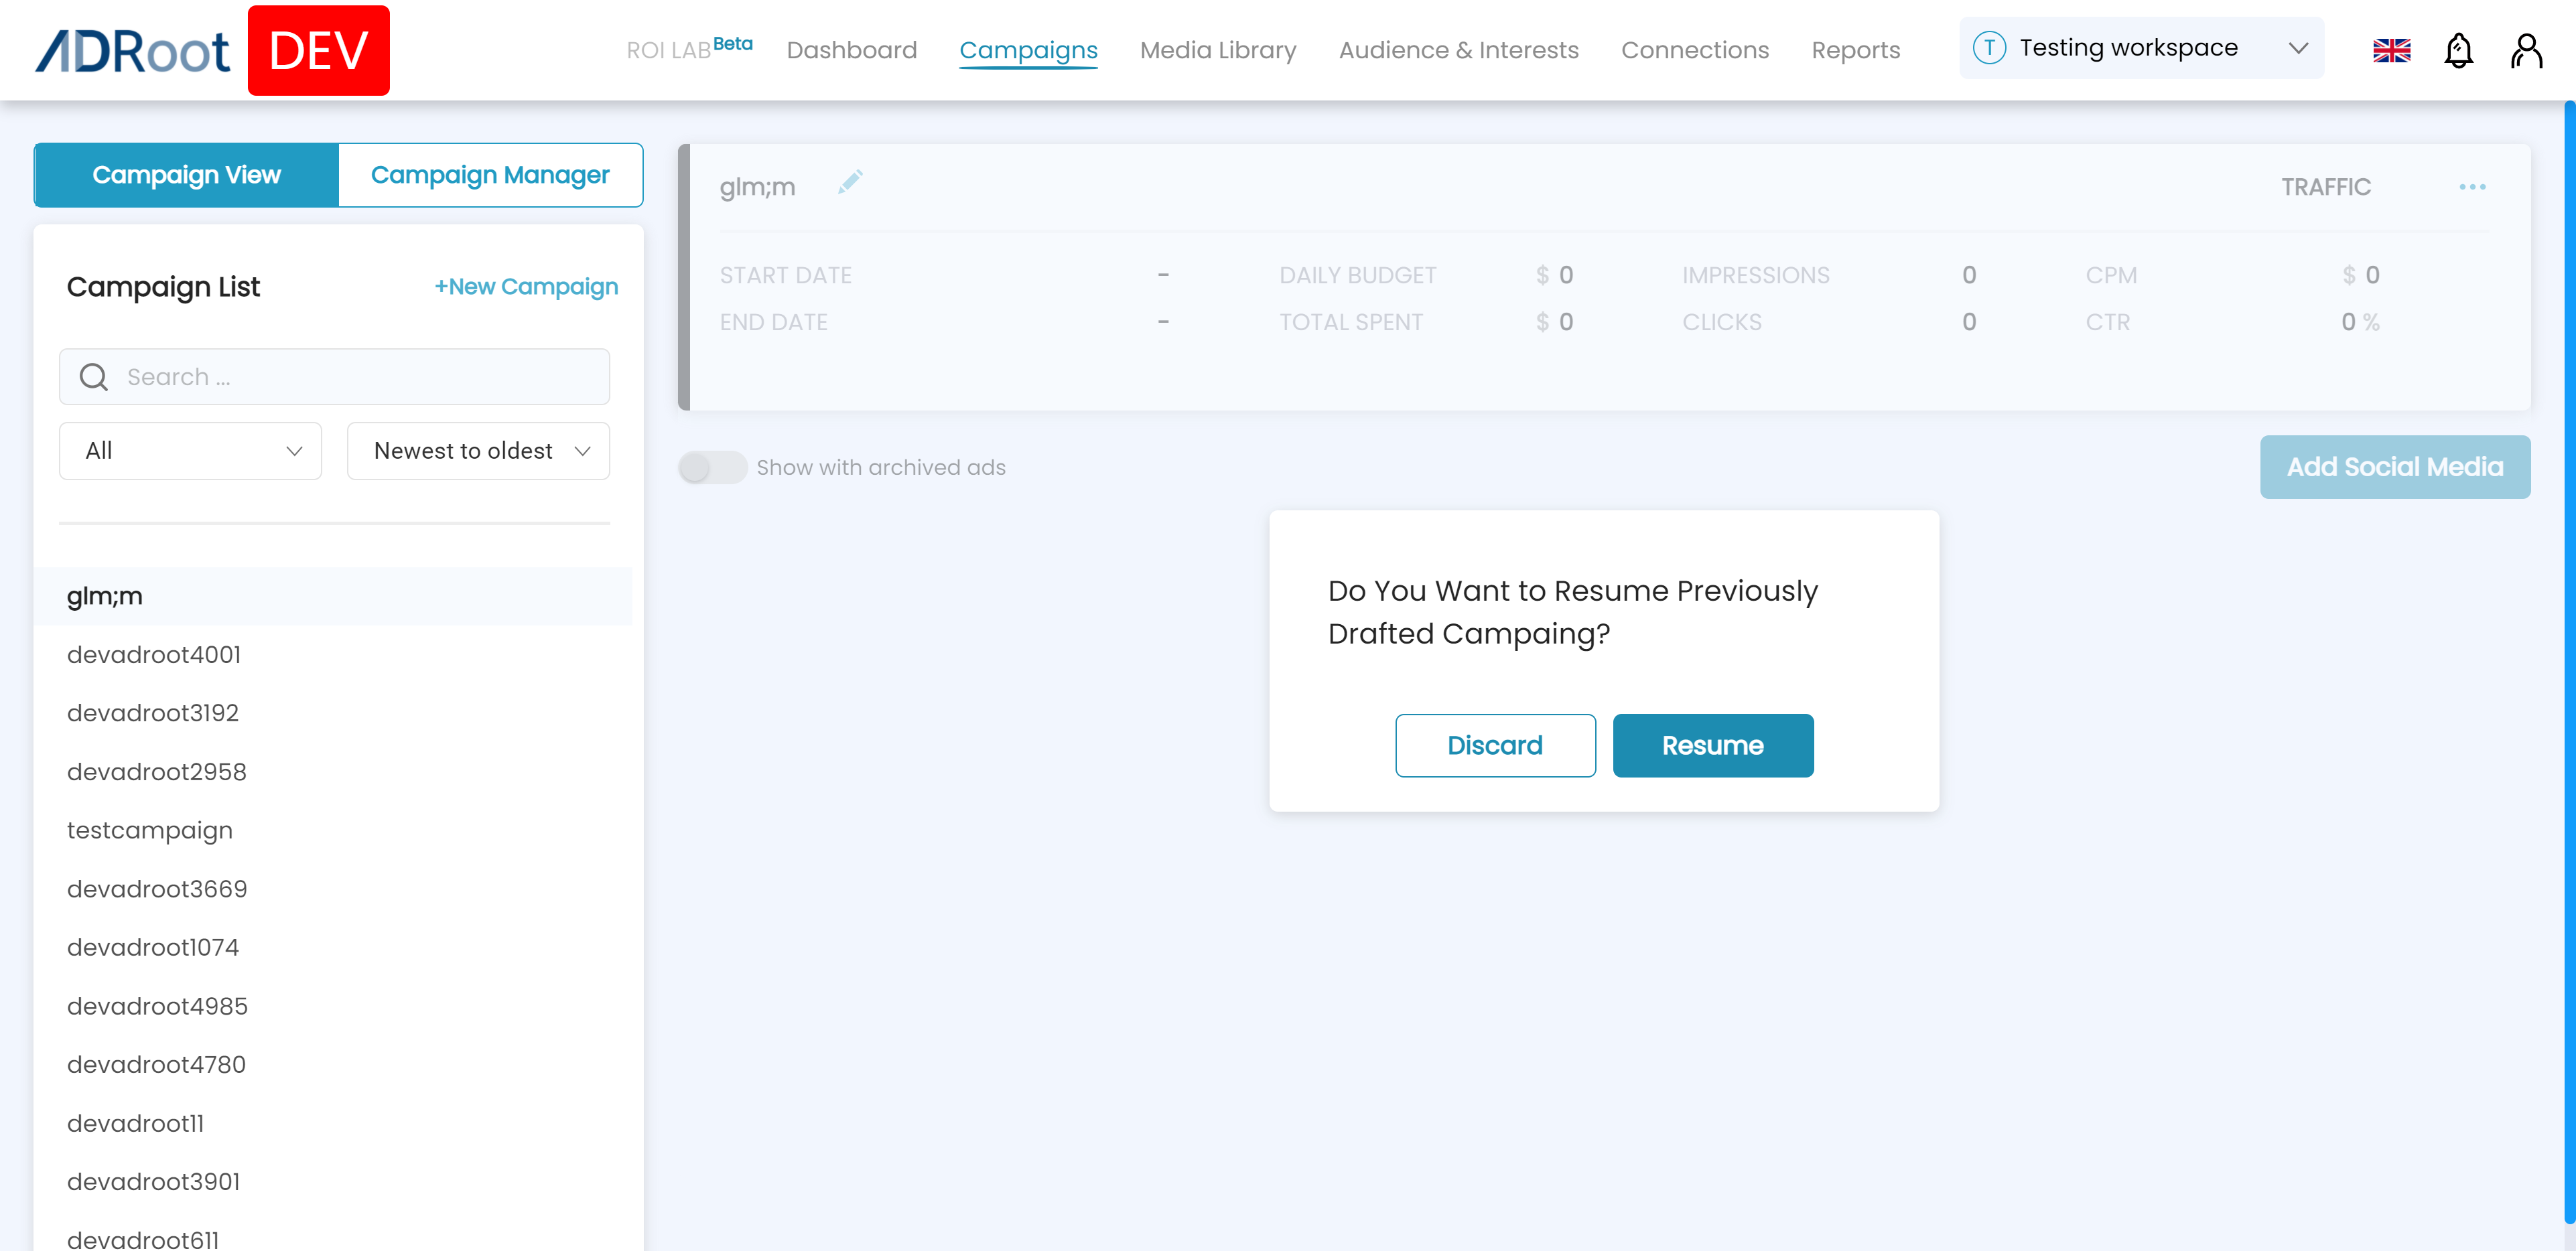 ADRoot DEV
ROI LAB Beta Dashboard Campaigns Media Library Audience & Interests Connections Reports T Testing workspace
Campaign View Campaign Manager
Campaign List +New Campaign
Search ...
All Newest to oldest
glm;m
devadroot4001
devadroot3192
devadroot2958
testcampaign
devadroot3669
devadroot1074
devadroot4985
devadroot4780
devadroot11
devadroot3901
devadroot611
glm;m TRAFFIC
START DATE - DAILY BUDGET $ 0 IMPRESSIONS 0 CPM $ 0
END DATE - TOTAL SPENT $ 0 CLICKS 0 CTR 0 %
Show with archived ads Add Social Media
Do You Want to Resume Previously
Drafted Campaing?
Discard Resume